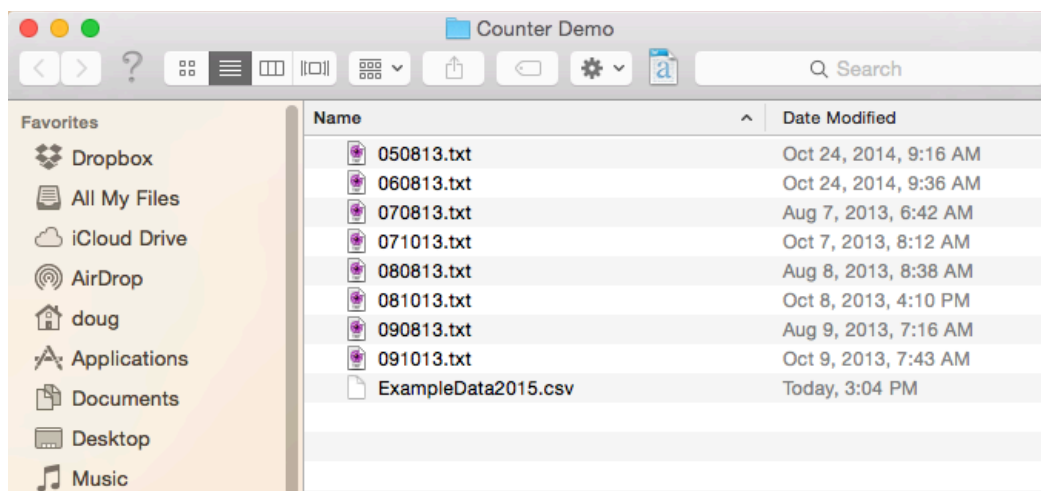 Counter Demo
? a Search
Favorites
Dropbox
All My Files
iCloud Drive
AirDrop
doug
Applications
Documents
Desktop
Music
Name Date Modified
050813.txt Oct 24, 2014, 9:16 AM
060813.txt Oct 24, 2014, 9:36 AM
070813.txt Aug 7, 2013, 6:42 AM
071013.txt Oct 7, 2013, 8:12 AM
080813.txt Aug 8, 2013, 8:38 AM
081013.txt Oct 8, 2013, 4:10 PM
090813.txt Aug 9, 2013, 7:16 AM
091013.txt Oct 9, 2013, 7:43 AM
ExampleData2015.csv Today, 3:04 PM